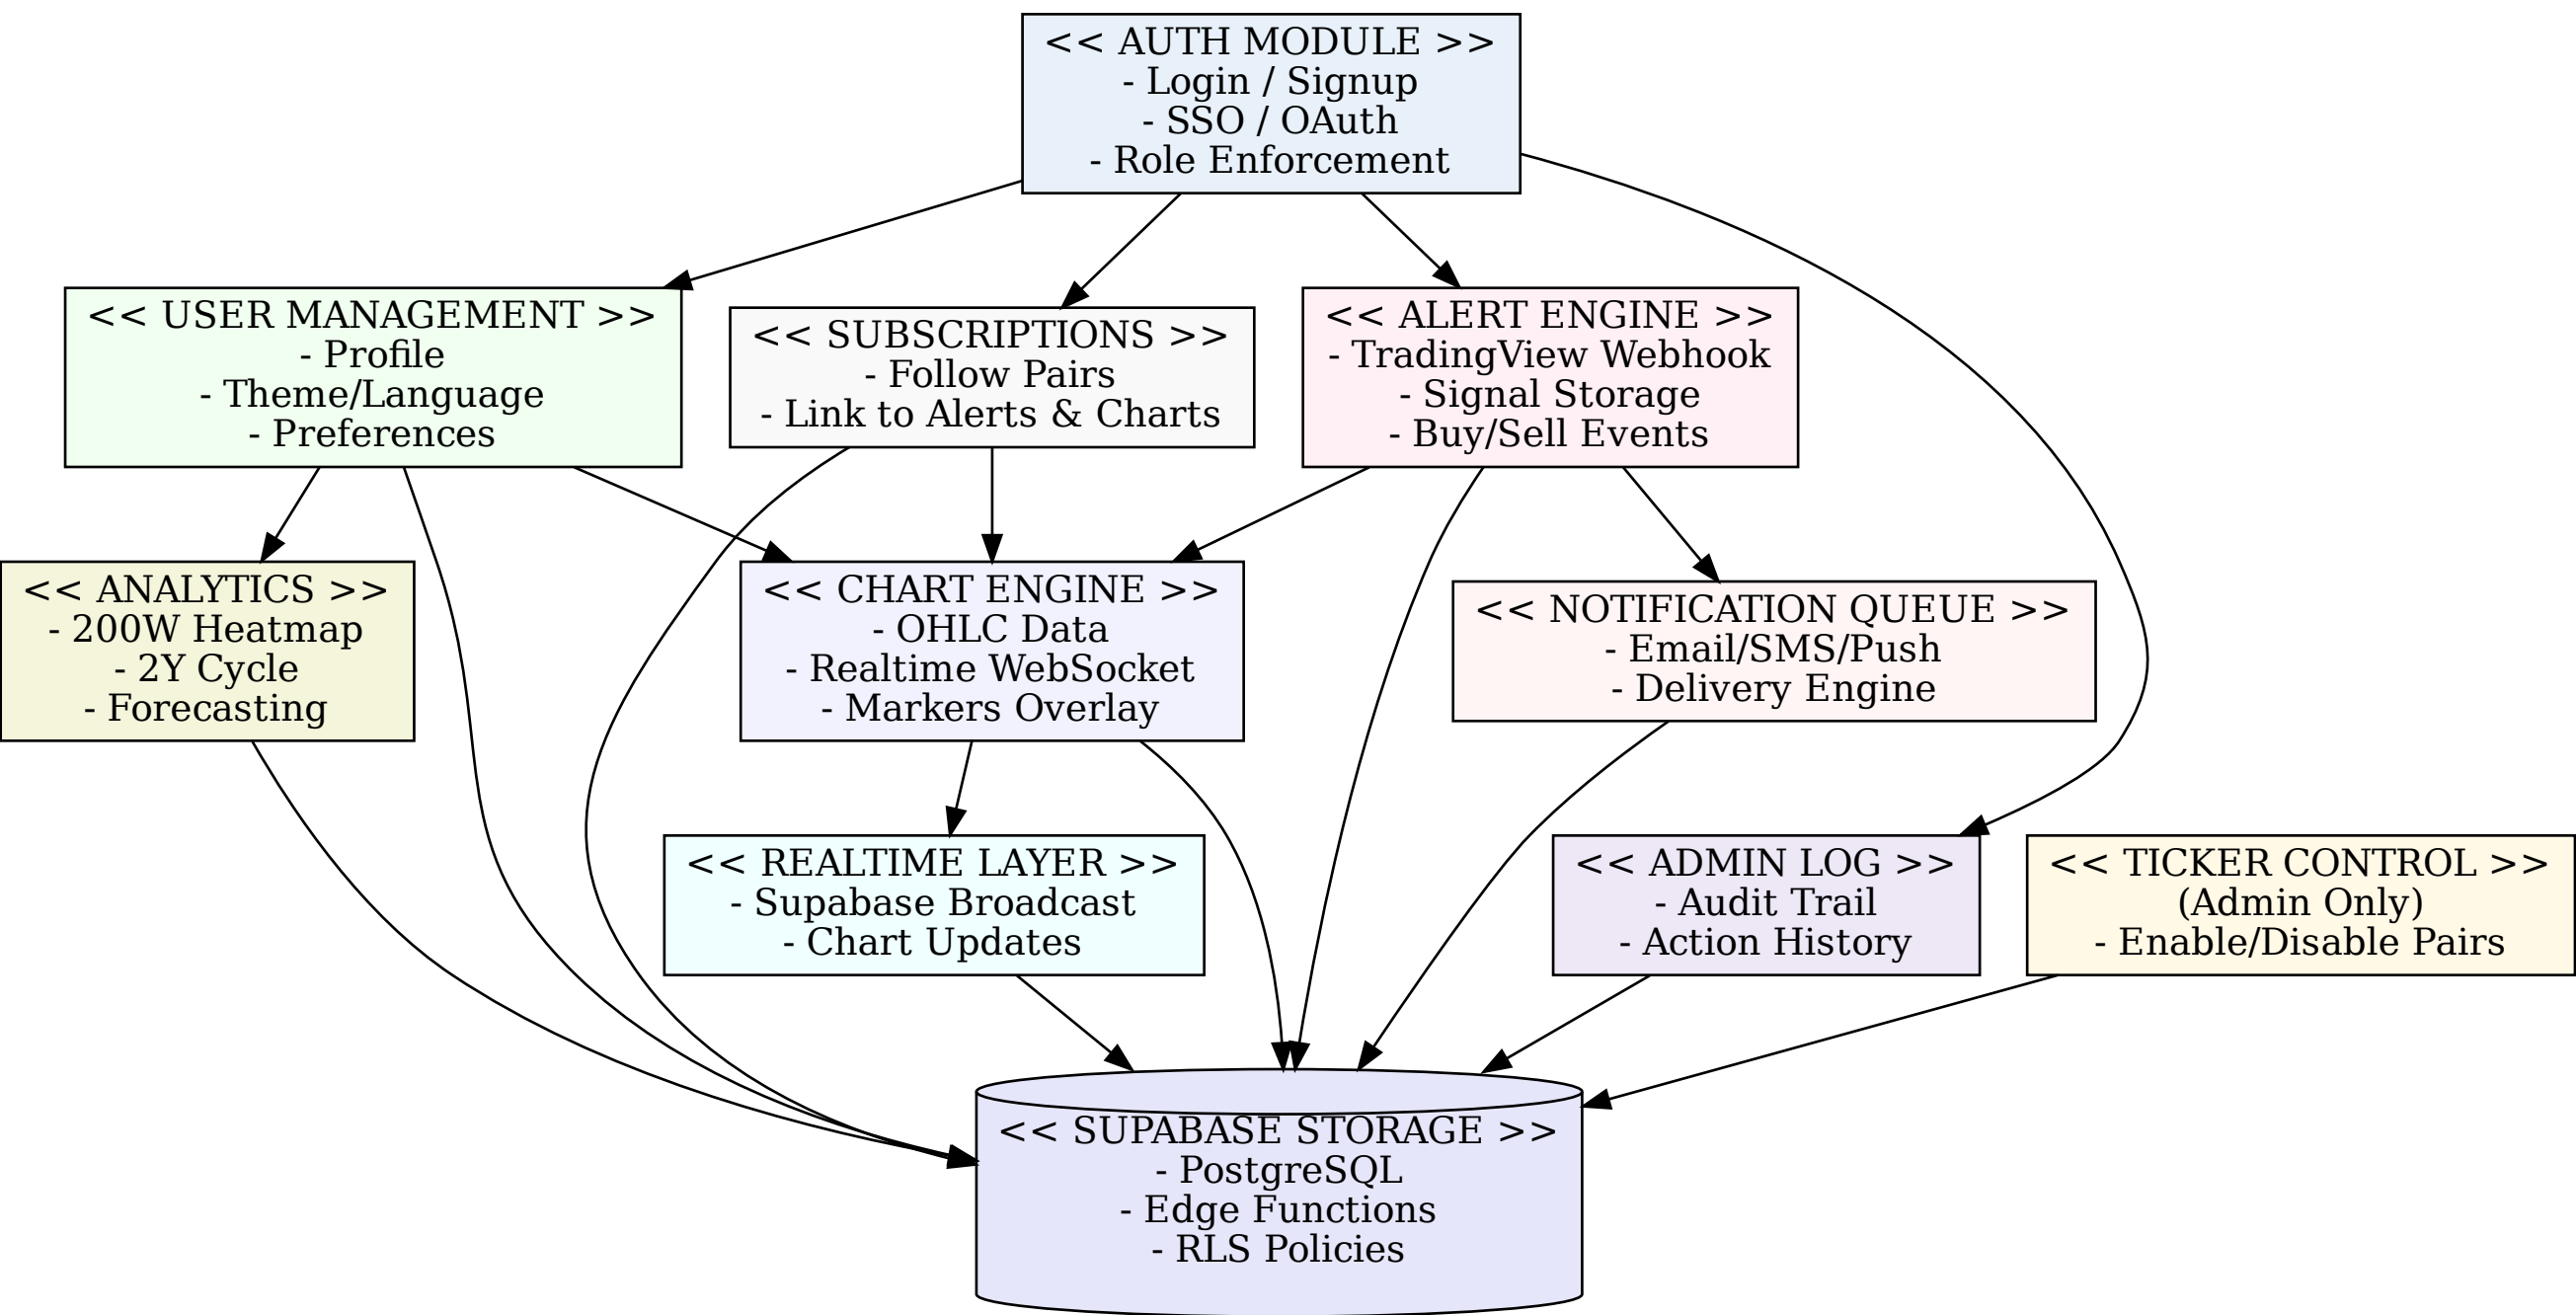 << AUTH MODULE >>
- Login / Signup
- SSO / OAuth
- Role Enforcement
<< USER MANAGEMENT >>
- Profile
- Theme/Language
- Preferences
<< SUBSCRIPTIONS >>
- Follow Pairs
- Link to Alerts & Charts
<< ALERT ENGINE >>
- TradingView Webhook
- Signal Storage
- Buy/Sell Events
<< ANALYTICS >>
- 200W Heatmap
- 2Y Cycle
- Forecasting
<< CHART ENGINE >>
- OHLC Data
- Realtime WebSocket
- Markers Overlay
<< NOTIFICATION QUEUE >>
- Email/SMS/Push
- Delivery Engine
<< REALTIME LAYER >>
- Supabase Broadcast
- Chart Updates
<< ADMIN LOG >>
- Audit Trail
- Action History
<< TICKER CONTROL >>
(Admin Only)
- Enable/Disable Pairs
<< SUPABASE STORAGE >>
- PostgreSQL
- Edge Functions
- RLS Policies